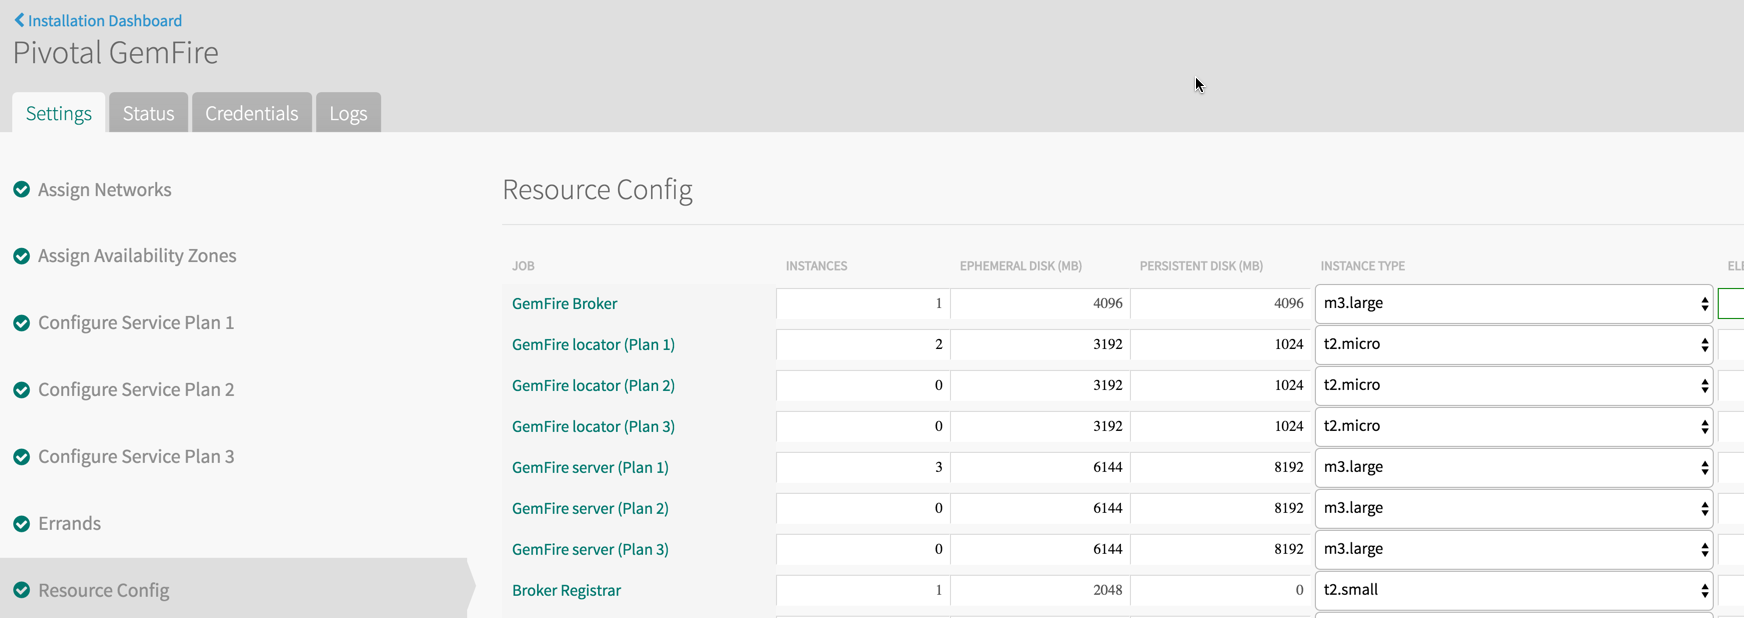 Installation Dashboard
Pivotal GemFire
Settings Status Credentials Logs
Assign Networks
Assign Availability Zones
Configure Service Plan 1
Configure Service Plan 2
Configure Service Plan 3
Errands
Resource Config
Resource Config
JOB INSTANCES EPHEMERAL DISK (MB) PERSISTENT DISK (MB) INSTANCE TYPE
GemFire Broker 1 4096 4096 m3.large
GemFire locator (Plan 1) 2 3192 1024 t2.micro
GemFire locator (Plan 2) 0 3192 1024 t2.micro
GemFire locator (Plan 3) 0 3192 1024 t2.micro
GemFire server (Plan 1) 3 6144 8192 m3.large
GemFire server (Plan 2) 0 6144 8192 m3.large
GemFire server (Plan 3) 0 6144 8192 m3.large
Broker Registrar 1 2048 0 t2.small